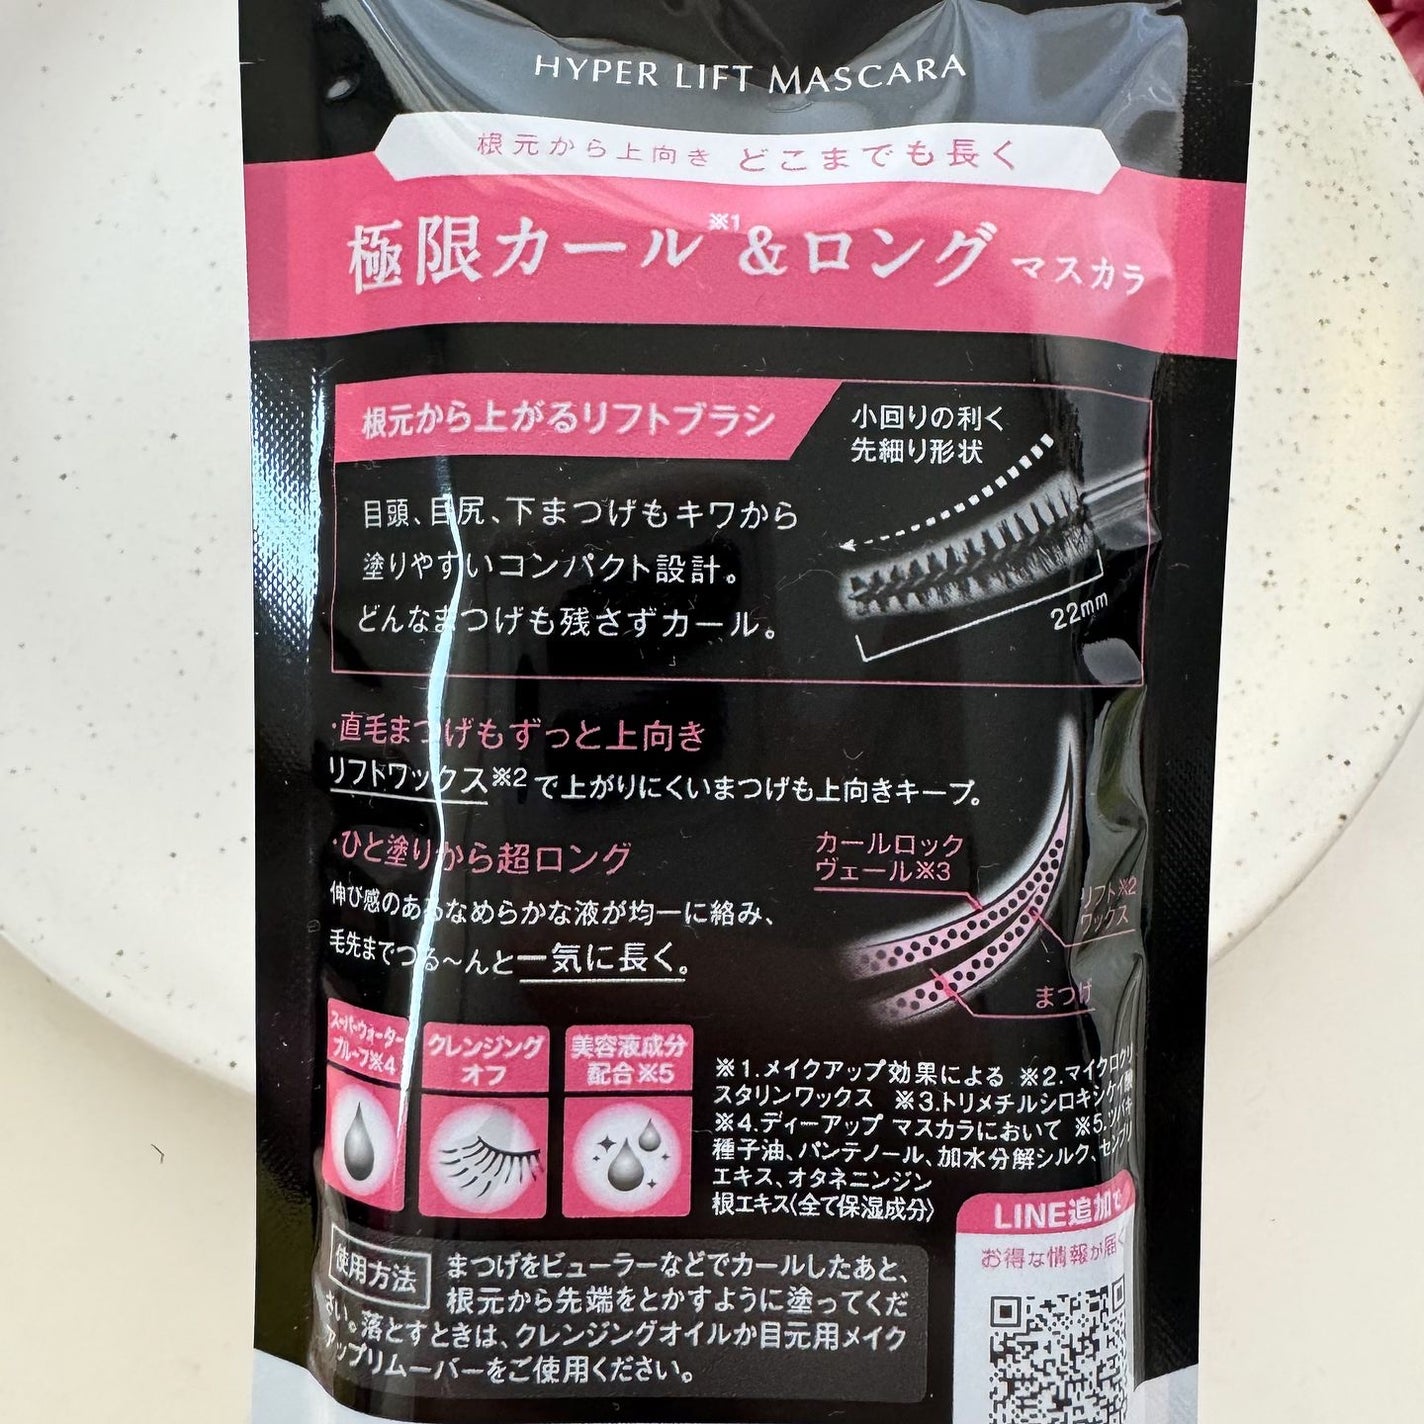 HYPER LIFT MASCARA
根元から上向き どこまでも長く
極限カール※1&ロング マスカラ
根元から上がるリフトブラシ
小回りの利く
先細り形状
目頭、目尻、下まつげもキワから
塗りやすいコンパクト設計。
どんなまつげも残さずカール。
22mm
・直毛まつげもずっと上向き
リフトワックス※2で上がりにくいまつげも上向きキープ。
・ひと塗りから超ロング
伸び感のあるなめらかな液が均一に絡み、
毛先までつる〜んと一気に長く。
カールロック
ヴェール※3
リフト※2
ワックス
まつげ
スーパーウォーター
プルーフ※4
クレンジング
オフ
美容液成分
配合※5
※1.メイクアップ効果による ※2.マイクロクリ
スタリンワックス ※3.トリメチルシロキシケイ酸
※4.ディーアップ マスカラにおいて ※5.ツバキ
種子油、パンテノール、加水分解シルク、センブリ
エキス、オタネニンジン
根エキス〈全て保湿成分〉
LINE追加で
お得な情報が届く
使用方法
まつげをビューラーなどでカールしたあと、
根元から先端をとかすように塗ってくだ
さい。落とすときは、クレンジングオイルか目元用メイク
アップリムーバーをご使用ください。